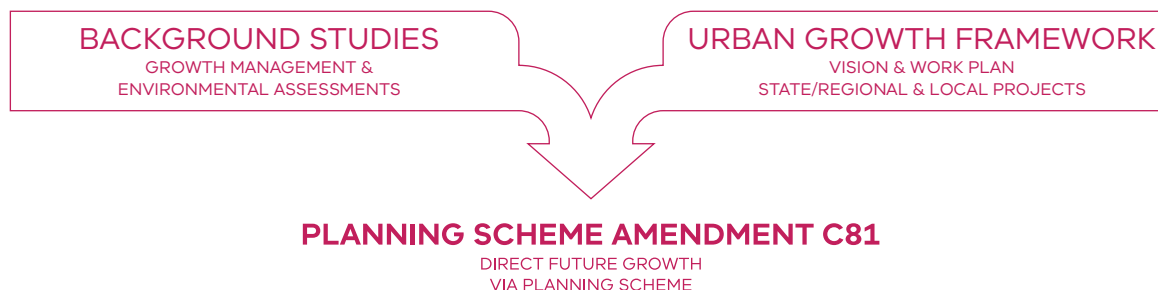 BACKGROUND STUDIES
GROWTH MANAGEMENT &
ENVIRONMENTAL ASSESSMENTS
URBAN GROWTH FRAMEWORK
VISION & WORK PLAN
STATE/REGIONAL & LOCAL PROJECTS
PLANNING SCHEME AMENDMENT C81
DIRECT FUTURE GROWTH
VIA PLANNING SCHEME